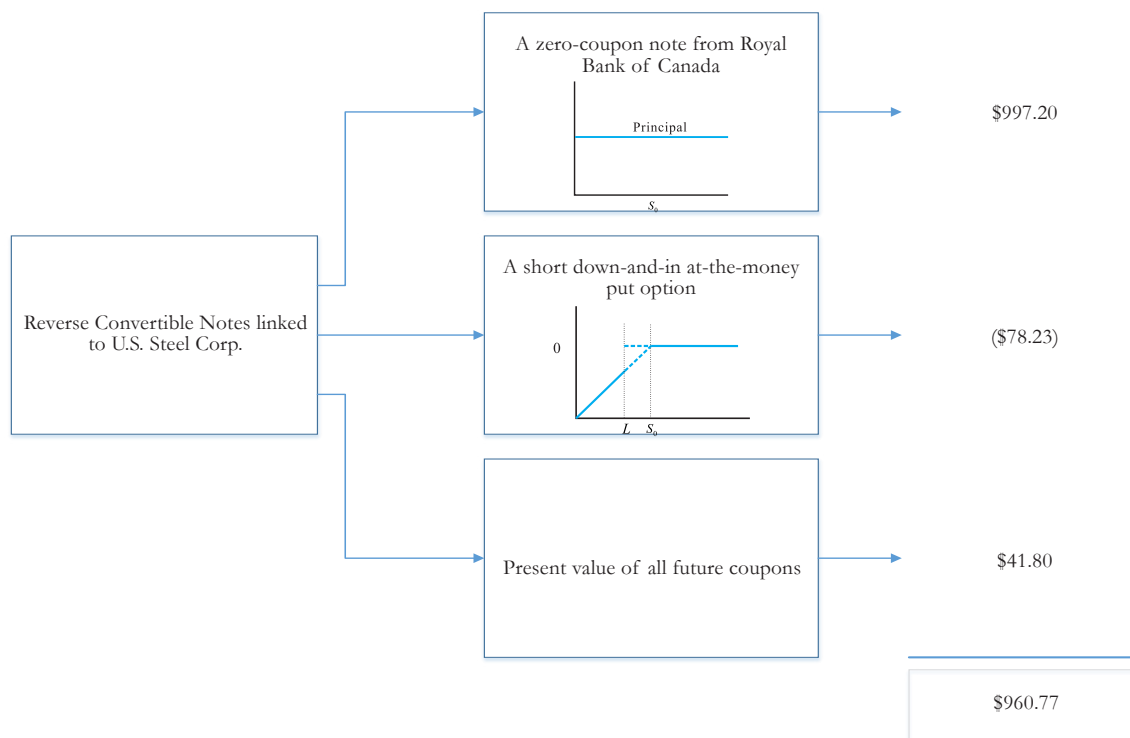 A zero-coupon note from Royal
Bank of Canada
Principal
S₀
$997.20
Reverse Convertible Notes linked
to U.S. Steel Corp.
A short down-and-in at-the-money
put option
0
L S₀
($78.23)
Present value of all future coupons
$41.80
$960.77